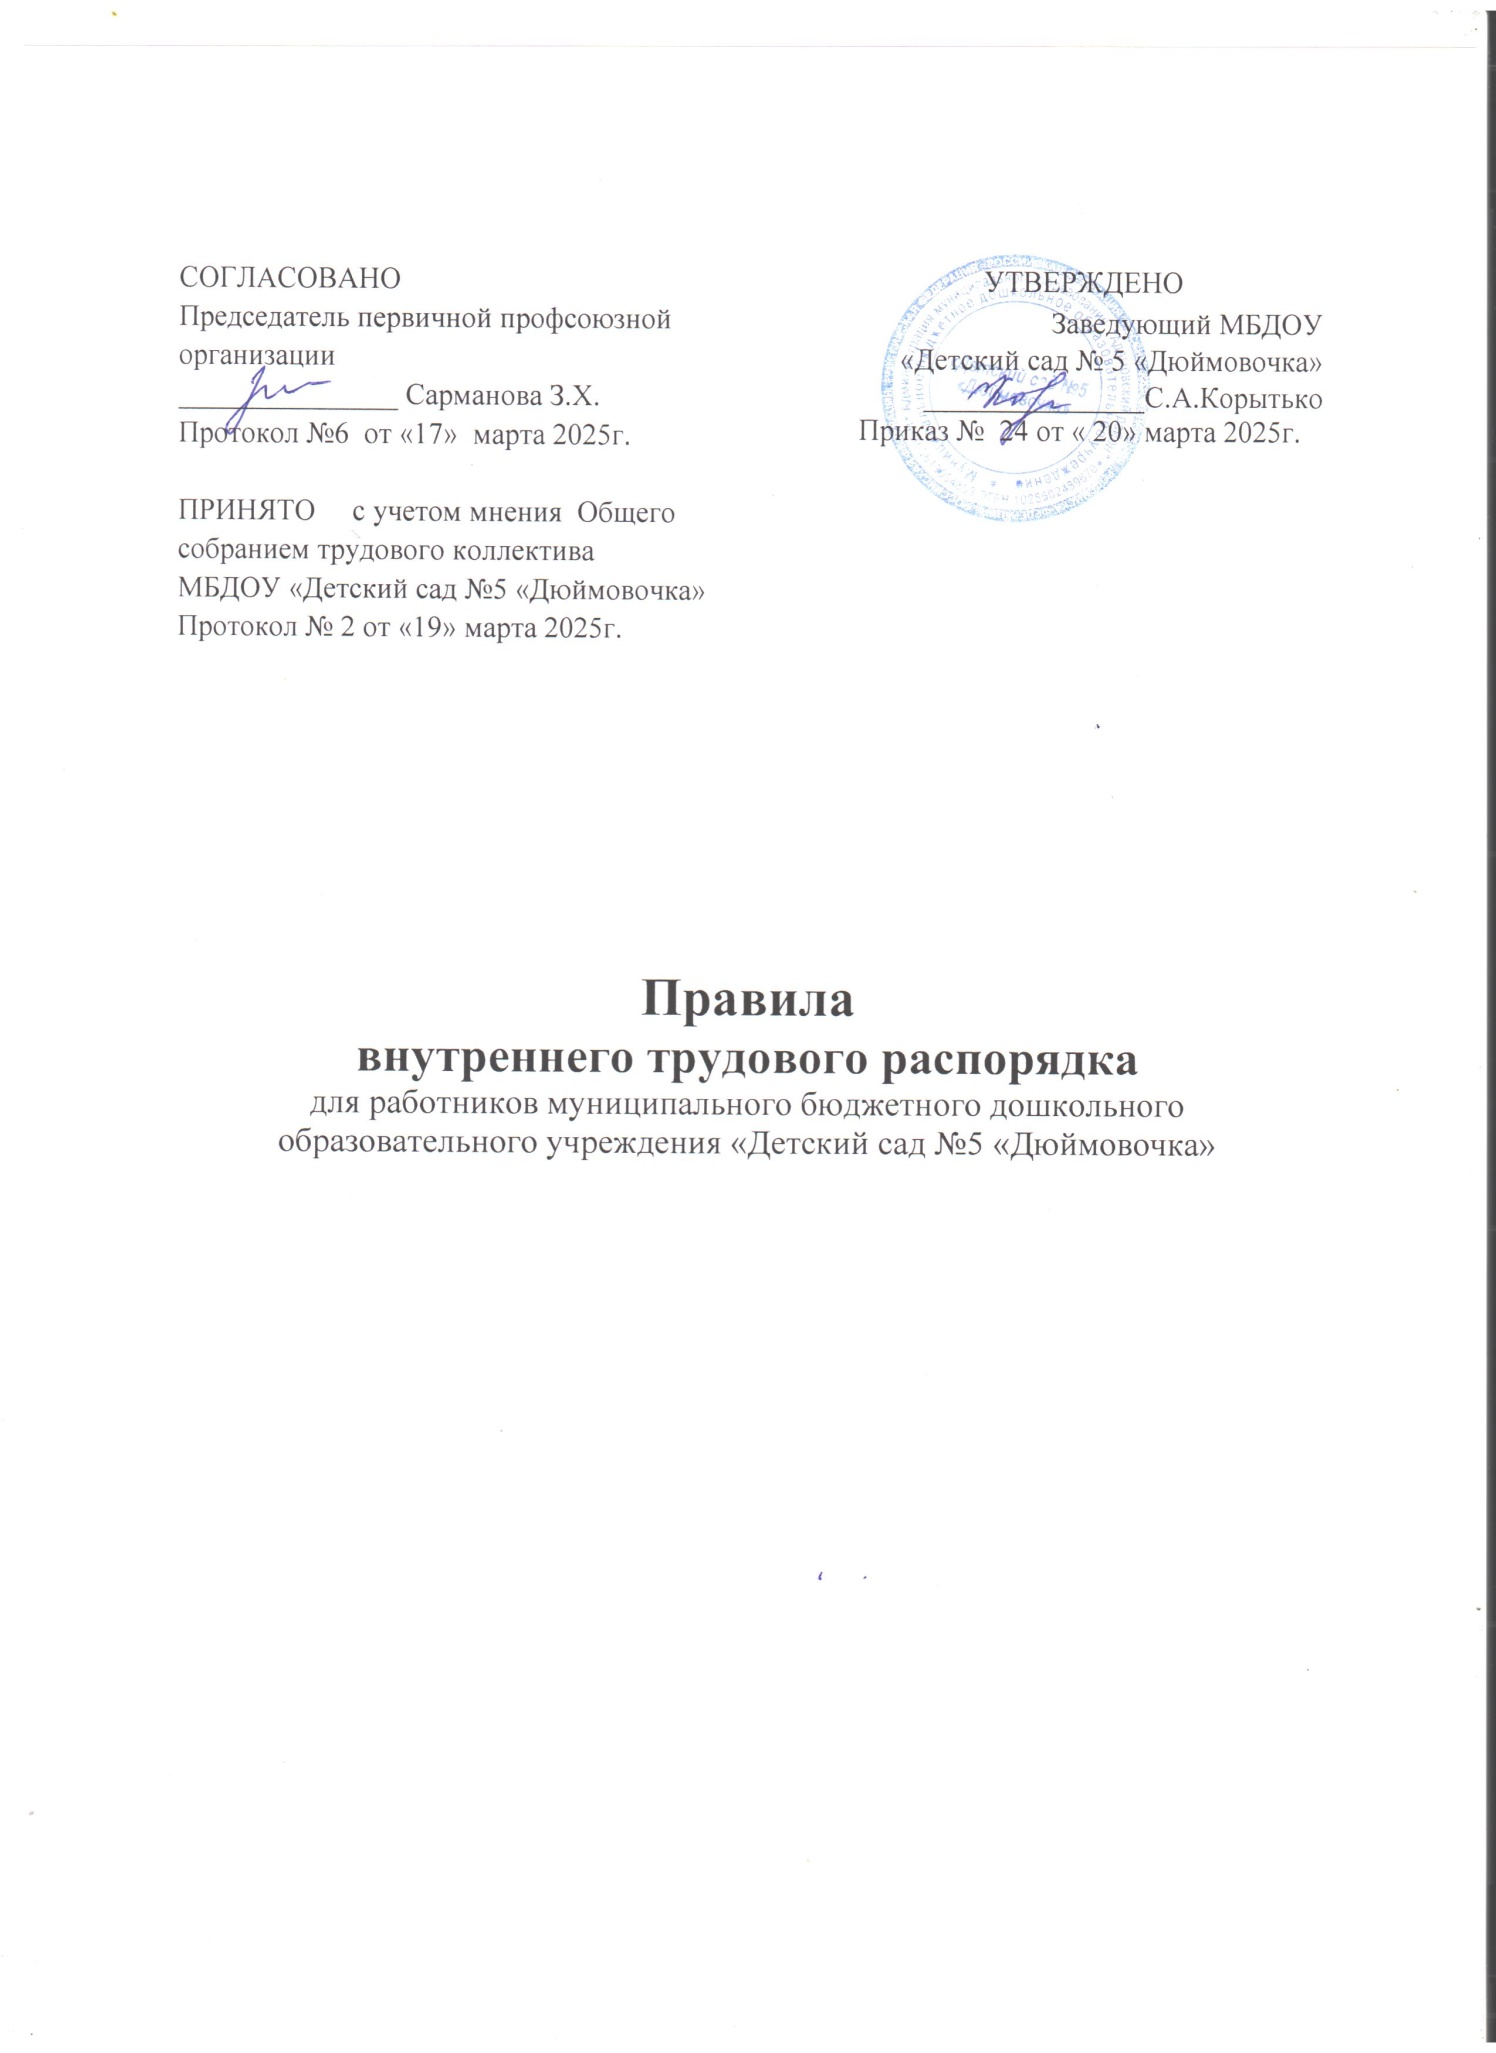 СОГЛАСОВАНО
Председатель первичной профсоюзной
организации
________________ Сарманова З.Х.
Протокол №6 от «17» марта 2025г.
УТВЕРЖДЕНО
Заведующий МБДОУ
«Детский сад № 5 «Дюймовочка»
________________С.А.Корытько
Приказ № 24 от « 20» марта 2025г.
ПРИНЯТО с учетом мнения Общего
собранием трудового коллектива
МБДОУ «Детский сад №5 «Дюймовочка»
Протокол № 2 от «19» марта 2025г.
Правила
внутреннего трудового распорядка
для работников муниципального бюджетного дошкольного
образовательного учреждения «Детский сад №5 «Дюймовочка»